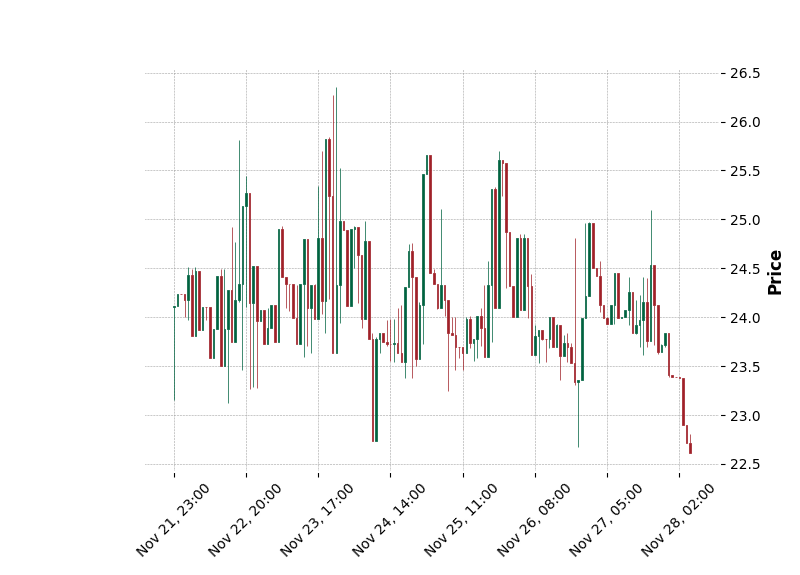 26.5
26.0
25.5
25.0
24.5
24.0
23.5
23.0
22.5
Price
Nov 21, 23:00
Nov 22, 20:00
Nov 23, 17:00
Nov 24, 14:00
Nov 25, 11:00
Nov 26, 08:00
Nov 27, 05:00
Nov 28, 02:00